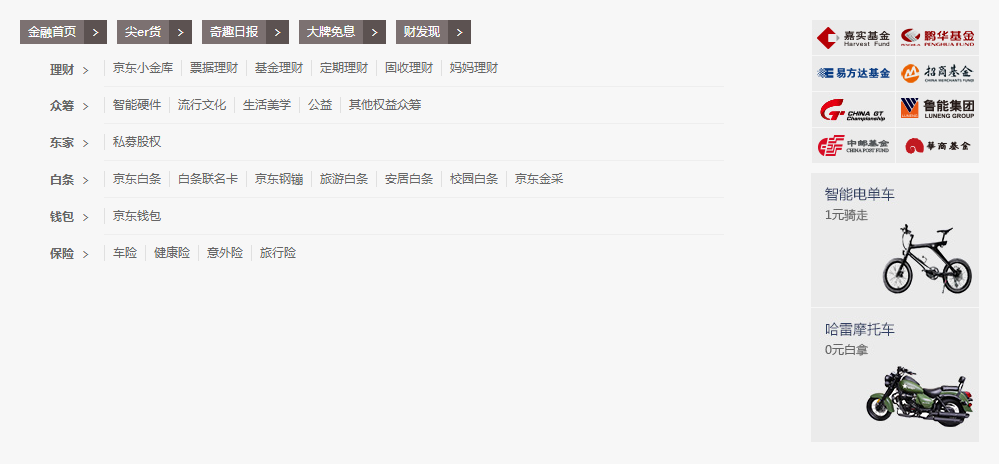 金融首页 > 尖er货 > 奇趣日报 > 大牌免息 > 财发现 >
理财 > 京东小金库 票据理财 基金理财 定期理财 固收理财 妈妈理财
众筹 > 智能硬件 流行文化 生活美学 公益 其他权益众筹
东家 > 私募股权
白条 > 京东白条 白条联名卡 京东钢镚 旅游白条 安居白条 校园白条 京东金采
钱包 > 京东钱包
保险 > 车险 健康险 意外险 旅行险
嘉实基金
Harvest Fund
鹏华基金
PENGHUA FUND
易方达基金
招商基金
CHINA MERCHANTS FUND
CHINA GT
Championship
鲁能集团
LUNENG GROUP
中邮基金
CHINA POST FUND
華商基金
智能电单车
1元骑走
哈雷摩托车
0元白拿